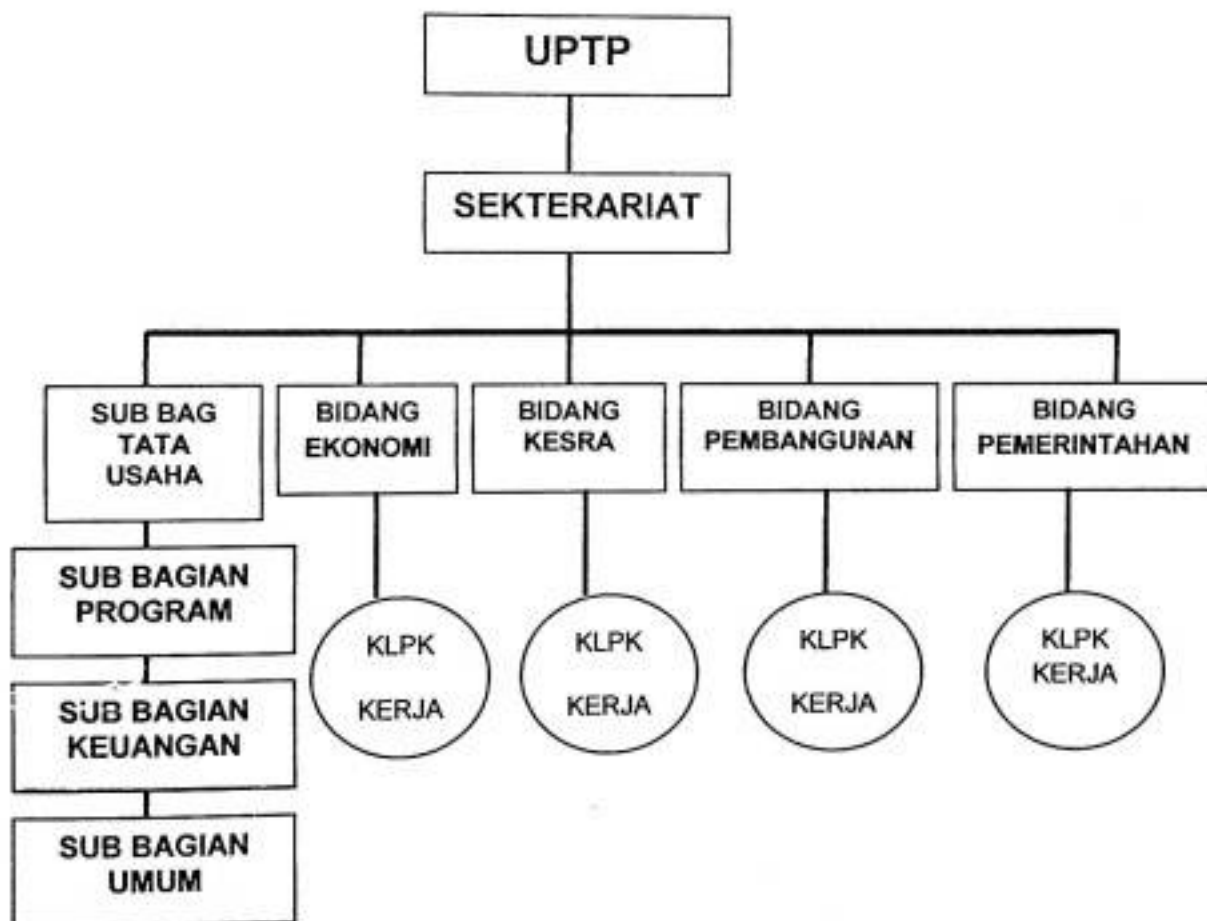 UPTP
SEKTERARIAT
SUB BAG
TATA
USAHA
BIDANG
EKONOMI
BIDANG
KESRA
BIDANG
PEMBANGUNAN
BIDANG
PEMERINTAHAN
SUB BAGIAN
PROGRAM
KLPK
KERJA
KLPK
KERJA
KLPK
KERJA
KLPK
KERJA
SUB BAGIAN
KEUANGAN
SUB BAGIAN
UMUM